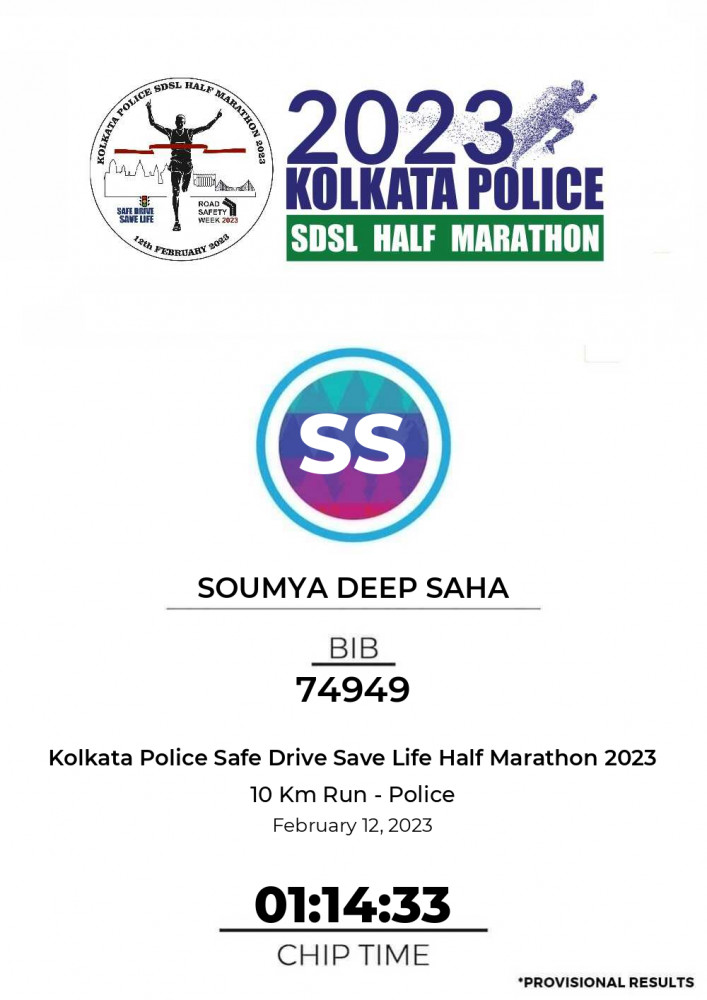 KOLKATA POLICE SDSL HALF MARATHON 2023
SAFE DRIVE
SAVE LIFE
ROAD
SAFETY
WEEK 2023
12th FEBRUARY 2023
2023
KOLKATA POLICE
SDSL HALF MARATHON
SS
SOUMYA DEEP SAHA
BIB
74949
Kolkata Police Safe Drive Save Life Half Marathon 2023
10 Km Run - Police
February 12, 2023
01:14:33
CHIP TIME
*PROVISIONAL RESULTS